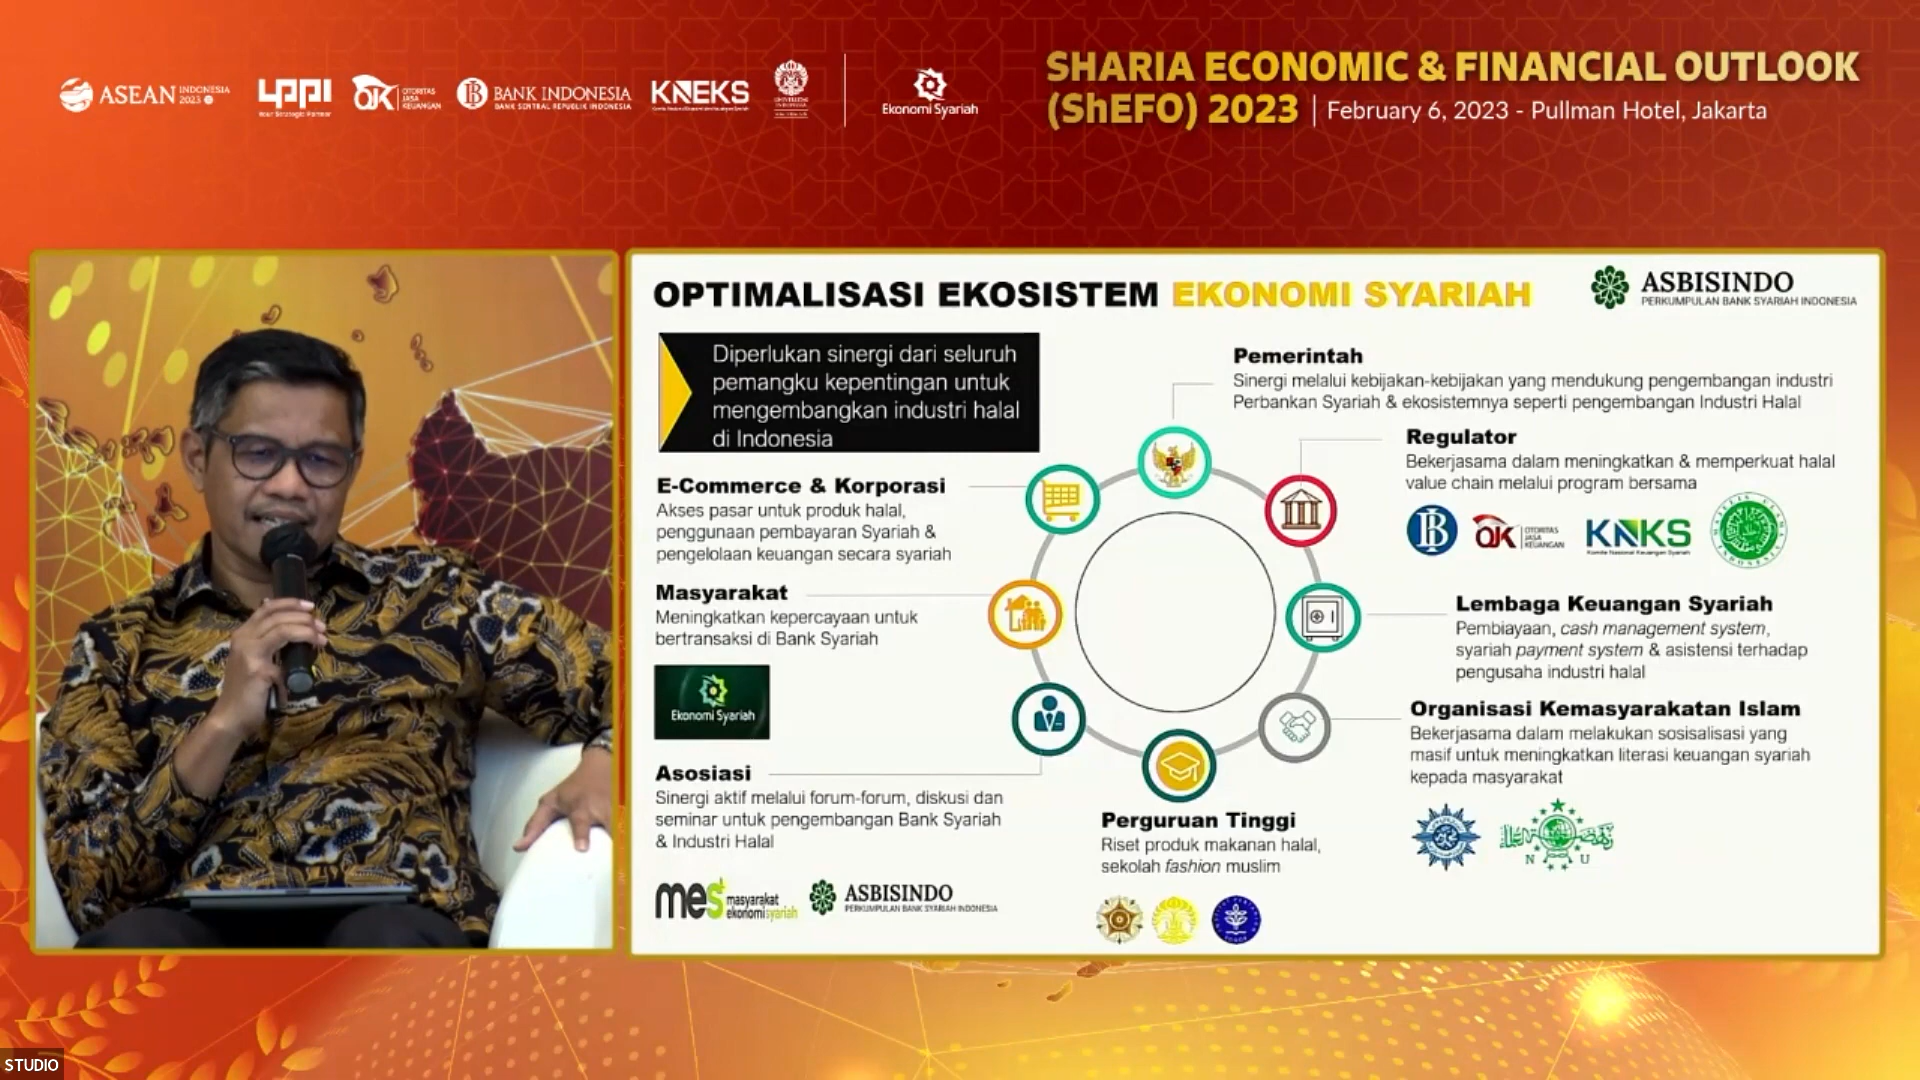 ASEAN INDONESIA 2023
LPPI
Your Strategic Partner
OJK OTORITAS JASA KEUANGAN
BANK INDONESIA
BANK SENTRAL REPUBLIK INDONESIA
KNEKS
Ekonomi Syariah
SHARIA ECONOMIC & FINANCIAL OUTLOOK
(ShEFO) 2023 | February 6, 2023 - Pullman Hotel, Jakarta
OPTIMALISASI EKOSISTEM EKONOMI SYARIAH
ASBISINDO
PERKUMPULAN BANK SYARIAH INDONESIA
Diperlukan sinergi dari seluruh
pemangku kepentingan untuk
mengembangkan industri halal
di Indonesia
Pemerintah
Sinergi melalui kebijakan-kebijakan yang mendukung pengembangan industri
Perbankan Syariah & ekosistemnya seperti pengembangan Industri Halal
Regulator
Bekerjasama dalam meningkatkan & memperkuat halal
value chain melalui program bersama
OJK OTORITAS JASA KEUANGAN
KNKS
Komite Nasional Keuangan Syariah
Lembaga Keuangan Syariah
Pembiayaan, cash management system,
syariah payment system & asistensi terhadap
pengusaha industri halal
Organisasi Kemasyarakatan Islam
Bekerjasama dalam melakukan sosisalisasi yang
masif untuk meningkatkan literasi keuangan syariah
kepada masyarakat
N U
Perguruan Tinggi
Riset produk makanan halal,
sekolah fashion muslim
E-Commerce & Korporasi
Akses pasar untuk produk halal,
penggunaan pembayaran Syariah &
pengelolaan keuangan secara syariah
Masyarakat
Meningkatkan kepercayaan untuk
bertransaksi di Bank Syariah
Ekonomi Syariah
Asosiasi
Sinergi aktif melalui forum-forum, diskusi dan
seminar untuk pengembangan Bank Syariah
& Industri Halal
mes masyarakat
ekonomi syariah
ASBISINDO
PERKUMPULAN BANK SYARIAH INDONESIA
STUDIO